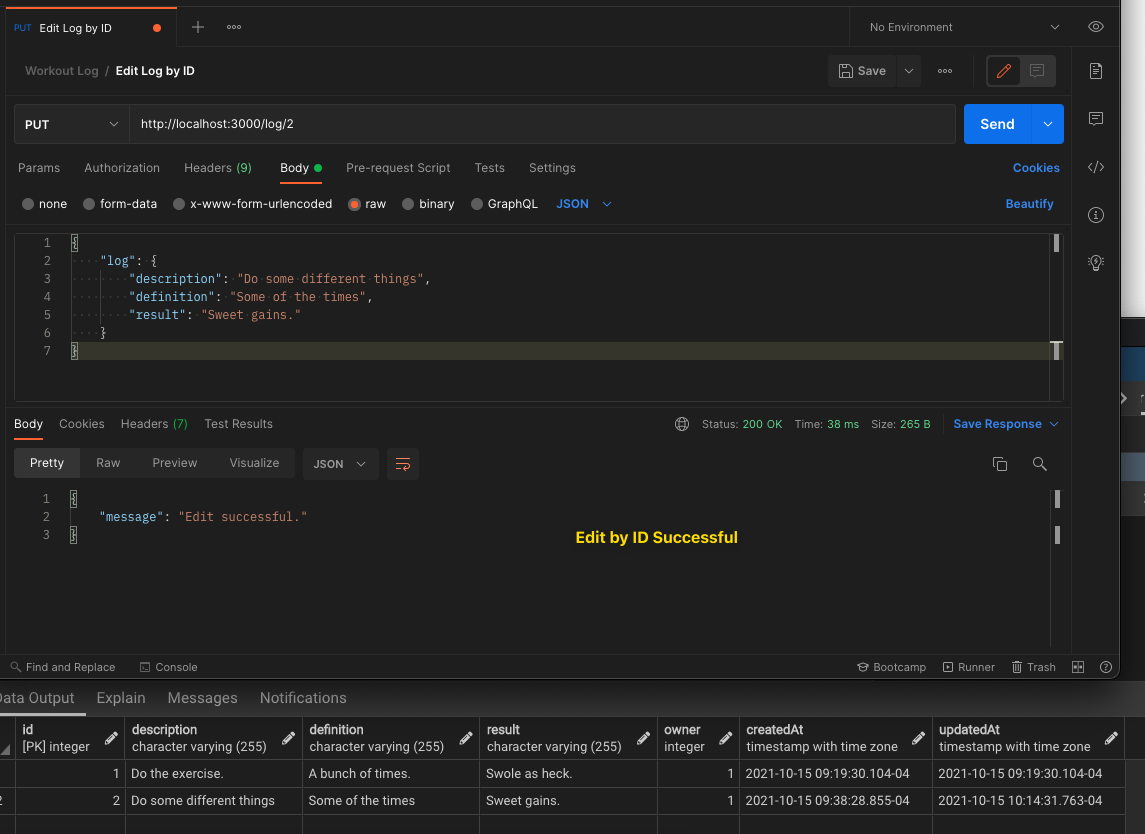 PUT Edit Log by ID
No Environment
Workout Log / Edit Log by ID
Save
PUT http://localhost:3000/log/2 Send
Params Authorization Headers (9) Body Pre-request Script Tests Settings Cookies
none form-data x-www-form-urlencoded raw binary GraphQL JSON Beautify
1 {
2 "log": {
3 "description": "Do some different things",
4 "definition": "Some of the times",
5 "result": "Sweet gains."
6 }
7 }
Body Cookies Headers (7) Test Results Status: 200 OK Time: 38 ms Size: 265 B Save Response
Pretty Raw Preview Visualize JSON
1 {
2 "message": "Edit successful."
3 }
Edit by ID Successful
Find and Replace Console Bootcamp Runner Trash
Data Output Explain Messages Notifications
id description definition result owner createdAt updatedAt
[PK] integer character varying (255) character varying (255) character varying (255) integer timestamp with time zone timestamp with time zone
1 Do the exercise. A bunch of times. Swole as heck. 1 2021-10-15 09:19:30.104-04 2021-10-15 09:19:30.104-04
2 2 Do some different things Some of the times Sweet gains. 1 2021-10-15 09:38:28.855-04 2021-10-15 10:14:31.763-04